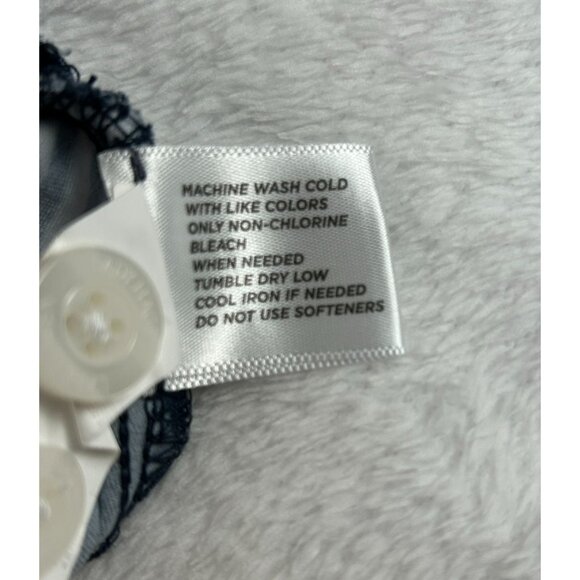 MACHINE WASH COLD
WITH LIKE COLORS
ONLY NON-CHLORINE
BLEACH
WHEN NEEDED
TUMBLE DRY LOW
COOL IRON IF NEEDED
DO NOT USE SOFTENERS